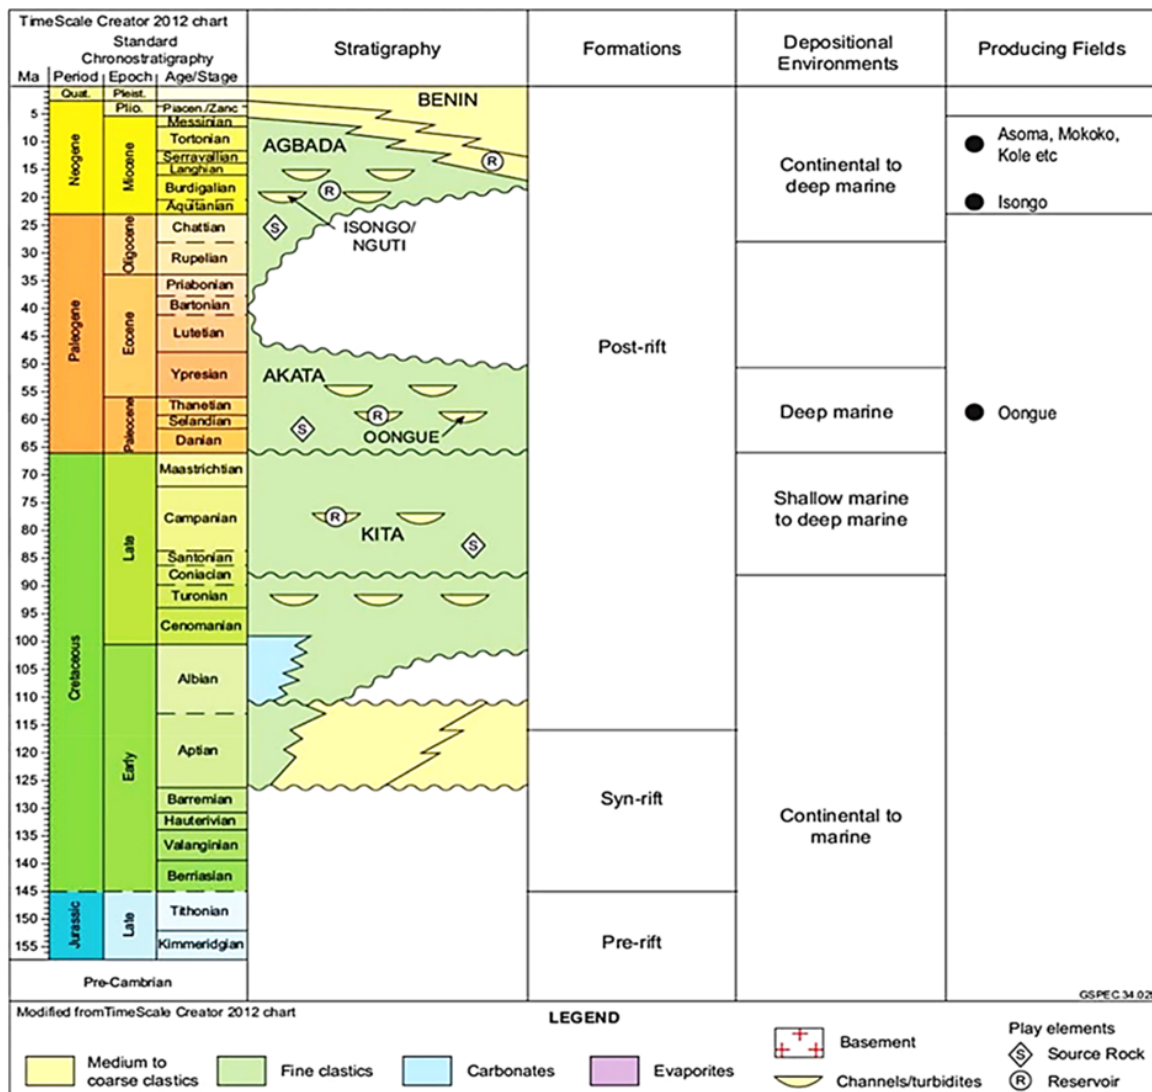 TimeScale Creator 2012 chart
Standard
Chronostratigraphy
Ma Period Epoch Age/Stage
Stratigraphy
Formations
Depositional
Environments
Producing Fields
5
10
15
20
25
30
35
40
45
50
55
60
65
70
75
80
85
90
95
100
105
110
115
120
125
130
135
140
145
150
155
Quat.
Neogene
Paleogene
Cretaceous
Jurassic
Pleist.
Plio.
Miocene
Oligocene
Eocene
Paleocene
Late
Early
Late
Piacen./Zanc
Messinian
Tortonian
Serravallian
Langhian
Burdigalian
Aquitanian
Chattian
Rupelian
Priabonian
Bartonian
Lutetian
Ypresian
Thanetian
Selandian
Danian
Maastrichtian
Campanian
Santonian
Coniacian
Turonian
Cenomanian
Albian
Aptian
Barremian
Hauterivian
Valanginian
Berriasian
Tithonian
Kimmeridgian
Pre-Cambrian
BENIN
AGBADA
R
R
S
ISONGO/
NGUTI
AKATA
R
S
OONGUE
R
KITA
S
Post-rift
Syn-rift
Pre-rift
Continental to
deep marine
Deep marine
Shallow marine
to deep marine
Continental to
marine
Asoma, Mokoko,
Kole etc
Isongo
Oongue
Modified fromTimeScale Creator 2012 chart
LEGEND
Medium to
coarse clastics
Fine clastics
Carbonates
Evaporites
Basement
Channels/turbidites
Play elements
S Source Rock
R Reservoir